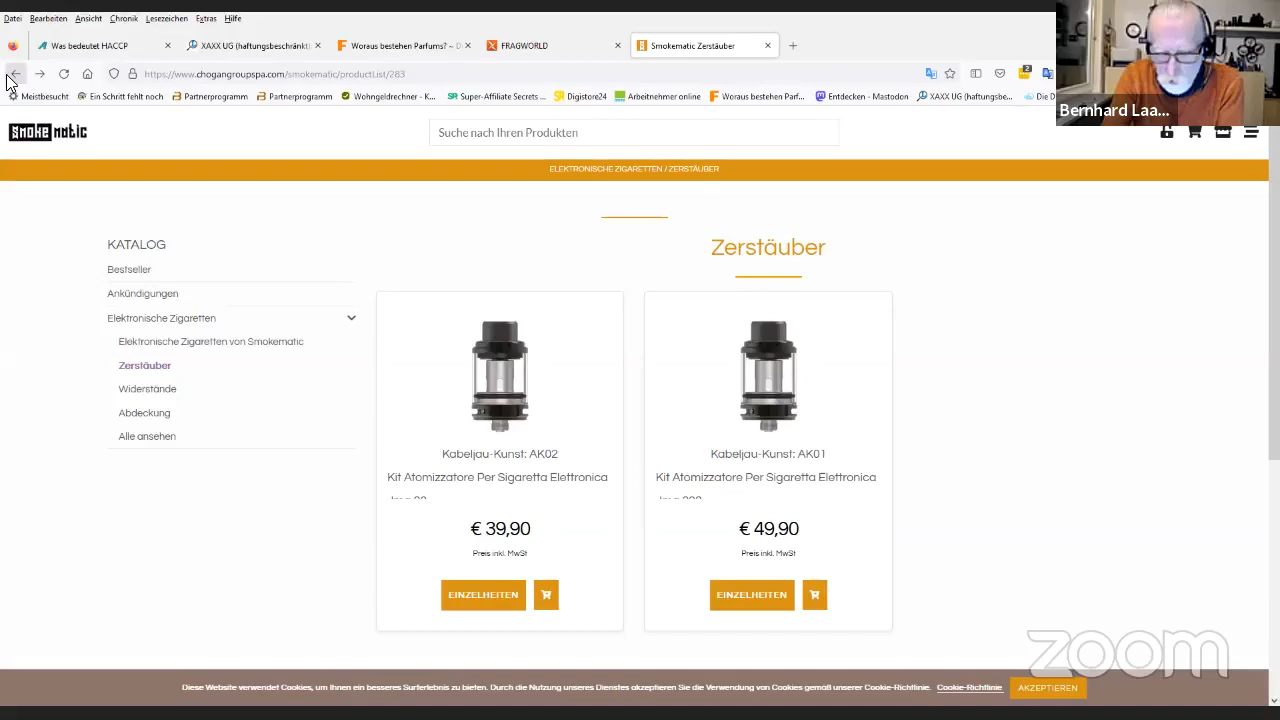 Datei Bearbeiten Ansicht Chronik Lesezeichen Extras Hilfe
Was bedeutet HACCP
XAXX UG (haftungsbeschränkt)
Woraus bestehen Parfums? ~ D
FRAGWORLD
Smokematic Zerstäuber
https://www.chogangroupspa.com/smokematic/productList/283
2
Meistbesucht
Ein Schritt fehlt noch
Partnerprogramm
Partnerprogramm
Wohngeldrechner - K...
Super-Affiliate Secrets ...
Digistore24
Arbeitnehmer online
Woraus bestehen Parf...
Entdecken - Mastodon
XAXX UG (haftungsbe...
Die D
Bernhard Laa...
smokematic
Suche nach Ihren Produkten
ELEKTRONISCHE ZIGARETTEN / ZERSTÄUBER
KATALOG
Bestseller
Ankündigungen
Elektronische Zigaretten
Elektronische Zigaretten von Smokematic
Zerstäuber
Widerstände
Abdeckung
Alle ansehen
Zerstäuber
Kabeljau-Kunst: AK02
Kit Atomizzatore Per Sigaretta Elettronica
€ 39,90
Preis inkl. MwSt
EINZELHEITEN
Kabeljau-Kunst: AK01
Kit Atomizzatore Per Sigaretta Elettronica
€ 49,90
Preis inkl. MwSt
EINZELHEITEN
zoom
Diese Website verwendet Cookies, um Ihnen ein besseres Surferlebnis zu bieten. Durch die Nutzung unseres Dienstes akzeptieren Sie die Verwendung von Cookies gemäß unserer Cookie-Richtlinie. Cookie-Richtlinie
AKZEPTIEREN